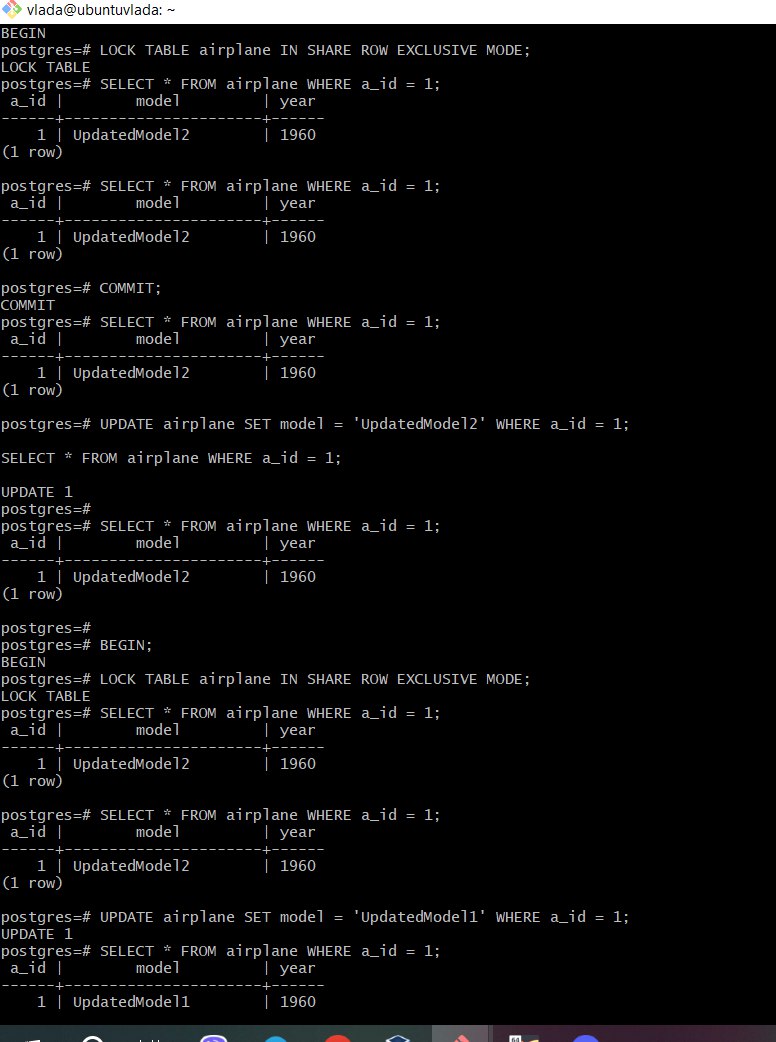 vlada@ubuntuvlada: ~
BEGIN
postgres=# LOCK TABLE airplane IN SHARE ROW EXCLUSIVE MODE;
LOCK TABLE
postgres=# SELECT * FROM airplane WHERE a_id = 1;
 a_id |        model         | year
------+----------------------+------
    1 | UpdatedModel2        | 1960
(1 row)

postgres=# SELECT * FROM airplane WHERE a_id = 1;
 a_id |        model         | year
------+----------------------+------
    1 | UpdatedModel2        | 1960
(1 row)

postgres=# COMMIT;
COMMIT
postgres=# SELECT * FROM airplane WHERE a_id = 1;
 a_id |        model         | year
------+----------------------+------
    1 | UpdatedModel2        | 1960
(1 row)

postgres=# UPDATE airplane SET model = 'UpdatedModel2' WHERE a_id = 1;

SELECT * FROM airplane WHERE a_id = 1;

UPDATE 1
postgres=#
postgres=# SELECT * FROM airplane WHERE a_id = 1;
 a_id |        model         | year
------+----------------------+------
    1 | UpdatedModel2        | 1960
(1 row)

postgres=#
postgres=# BEGIN;
BEGIN
postgres=# LOCK TABLE airplane IN SHARE ROW EXCLUSIVE MODE;
LOCK TABLE
postgres=# SELECT * FROM airplane WHERE a_id = 1;
 a_id |        model         | year
------+----------------------+------
    1 | UpdatedModel2        | 1960
(1 row)

postgres=# SELECT * FROM airplane WHERE a_id = 1;
 a_id |        model         | year
------+----------------------+------
    1 | UpdatedModel2        | 1960
(1 row)

postgres=# UPDATE airplane SET model = 'UpdatedModel1' WHERE a_id = 1;
UPDATE 1
postgres=# SELECT * FROM airplane WHERE a_id = 1;
 a_id |        model         | year
------+----------------------+------
    1 | UpdatedModel1        | 1960
64